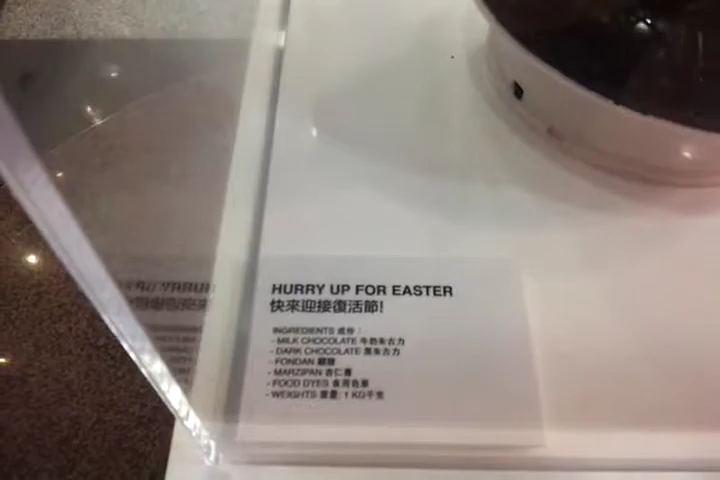 HURRY UP FOR EASTER
快來迎接復活節!
INGREDIENTS 成份 :
- MILK CHOCOLATE 牛奶朱古力
- DARK CHOCOLATE 黑朱古力
- FONDAN
- MARZIPAN 杏仁膏
- FOOD DYES 食用色素
- WEIGHTS 重量: 1 KG千克